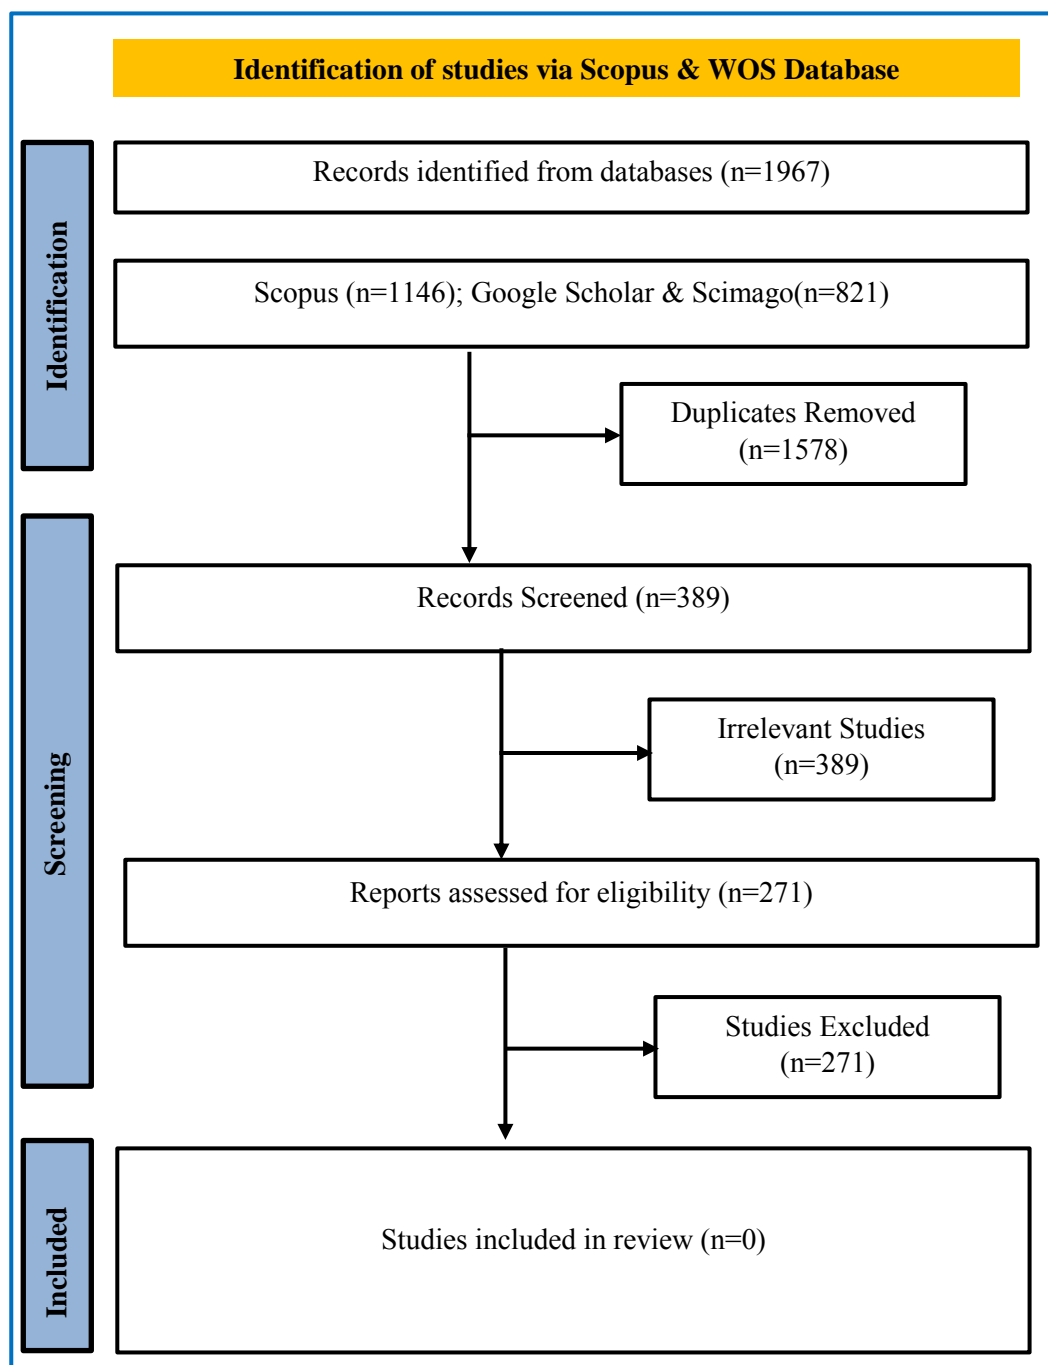 Identification of studies via Scopus & WOS Database
Identification
Records identified from databases (n=1967)
Scopus (n=1146); Google Scholar & Scimago(n=821)
Duplicates Removed
(n=1578)
Screening
Records Screened (n=389)
Irrelevant Studies
(n=389)
Reports assessed for eligibility (n=271)
Studies Excluded
(n=271)
Included
Studies included in review (n=0)